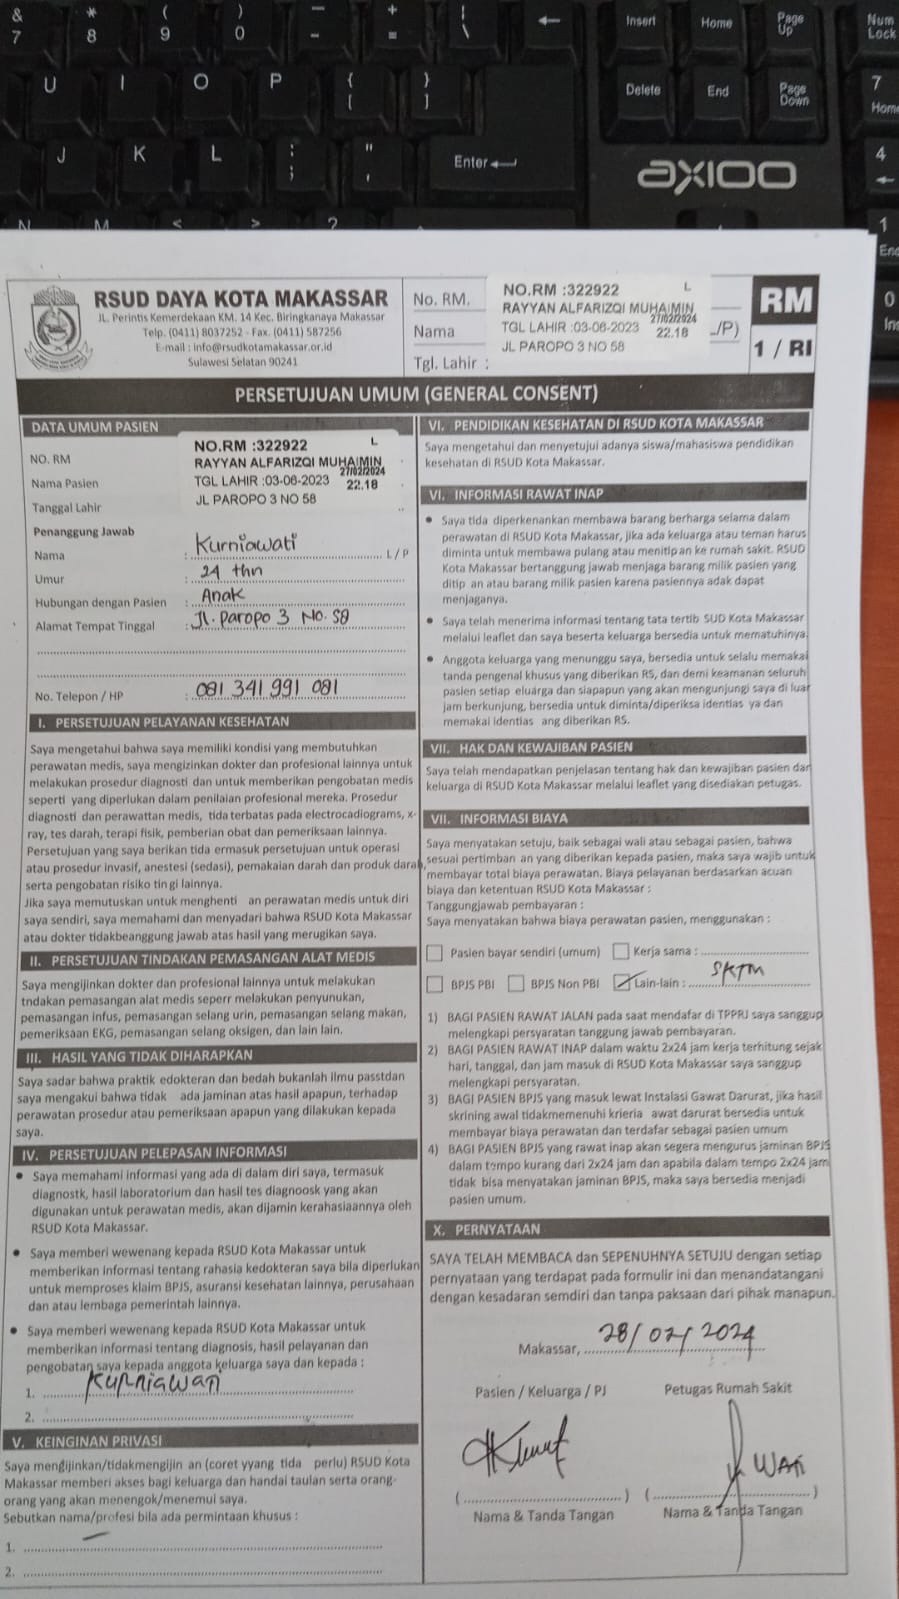 & 7
* 8
( 9
) 0
_ -
+ =
| \
←
Insert
Home
Page Up
Num Lock
U
I
O
P
{ [
} ]
Delete
End
Page Down
7
Home
J
K
L
: ;
" '
Enter
AXIOO
4
←
N
M
<
>
?
1
End
0
Ins
RSUD DAYA KOTA MAKASSAR
JL. Perintis Kemerdekaan KM. 14 Kec. Biringkanaya Makassar
Telp. (0411) 8037252 - Fax. (0411) 587256
E-mail : info@rsudkotamakassar.or.id
Sulawesi Selatan 90241
No. RM.
Nama
Tgl. Lahir :
NO.RM :322922 L
RAYYAN ALFARIZQI MUHAIMIN
27/02/2024
TGL LAHIR :03-06-2023 22.18
JL PAROPO 3 NO 58
L/P)
RM
1 / RI
PERSETUJUAN UMUM (GENERAL CONSENT)
DATA UMUM PASIEN
NO. RM
Nama Pasien
Tanggal Lahir
NO.RM :322922 L
RAYYAN ALFARIZQI MUHAIMIN
27/02/2024
TGL LAHIR :03-06-2023 22.18
JL PAROPO 3 NO 58
Penanggung Jawab
Nama : Kurniawati L / P
Umur : 24 thn
Hubungan dengan Pasien : Anak
Alamat Tempat Tinggal : Jl. Paropo 3 No. 58
No. Telepon / HP : 081 341 991 081
I. PERSETUJUAN PELAYANAN KESEHATAN
Saya mengetahui bahwa saya memiliki kondisi yang membutuhkan
perawatan medis, saya mengizinkan dokter dan profesional lainnya untuk
melakukan prosedur diagnosti dan untuk memberikan pengobatan medis
seperti yang diperlukan dalam penilaian profesional mereka. Prosedur
diagnosti dan perawattan medis, tida terbatas pada electrocadiograms, x-
ray, tes darah, terapi fisik, pemberian obat dan pemeriksaan lainnya.
Persetujuan yang saya berikan tida ermasuk persetujuan untuk operasi
atau prosedur invasif, anestesi (sedasi), pemakaian darah dan produk darah,
serta pengobatan risiko tin gi lainnya.
Jika saya memutuskan untuk menghenti an perawatan medis untuk diri
saya sendiri, saya memahami dan menyadari bahwa RSUD Kota Makassar
atau dokter tidakbeanggung jawab atas hasil yang merugikan saya.
II. PERSETUJUAN TINDAKAN PEMASANGAN ALAT MEDIS
Saya mengijinkan dokter dan profesional lainnya untuk melakukan
tndakan pemasangan alat medis seperr melakukan penyunukan,
pemasangan infus, pemasangan selang urin, pemasangan selang makan,
pemeriksaan EKG, pemasangan selang oksigen, dan lain lain.
III. HASIL YANG TIDAK DIHARAPKAN
Saya sadar bahwa praktik edokteran dan bedah bukanlah ilmu passtdan
saya mengakui bahwa tidak ada jaminan atas hasil apapun, terhadap
perawatan prosedur atau pemeriksaan apapun yang dilakukan kepada
saya.
IV. PERSETUJUAN PELEPASAN INFORMASI
● Saya memahami informasi yang ada di dalam diri saya, termasuk
diagnostk, hasil laboratorium dan hasil tes diagnoosk yang akan
digunakan untuk perawatan medis, akan dijamin kerahasiaannya oleh
RSUD Kota Makassar.
● Saya memberi wewenang kepada RSUD Kota Makassar untuk
memberikan informasi tentang rahasia kedokteran saya bila diperlukan
untuk memproses klaim BPJS, asuransi kesehatan lainnya, perusahaan
dan atau lembaga pemerintah lainnya.
● Saya memberi wewenang kepada RSUD Kota Makassar untuk
memberikan informasi tentang diagnosis, hasil pelayanan dan
pengobatan saya kepada anggota keluarga saya dan kepada :
1. Kurniawati
2.
V. KEINGINAN PRIVASI
Saya mengijinkan/tidakmengijin an (coret yyang tida perlu) RSUD Kota
Makassar memberi akses bagi keluarga dan handai taulan serta orang-
orang yang akan menengok/menemui saya.
Sebutkan nama/profesi bila ada permintaan khusus :
1. –
2.
VI. PENDIDIKAN KESEHATAN DI RSUD KOTA MAKASSAR
Saya mengetahui dan menyetujui adanya siswa/mahasiswa pendidikan
kesehatan di RSUD Kota Makassar.
VI. INFORMASI RAWAT INAP
● Saya tida diperkenankan membawa barang berharga selama dalam
perawatan di RSUD Kota Makassar, jika ada keluarga atau teman harus
diminta untuk membawa pulang atau menitip an ke rumah sakit. RSUD
Kota Makassar bertanggung jawab menjaga barang milik pasien yang
ditip an atau barang milik pasien karena pasiennya adak dapat
menjaganya.
● Saya telah menerima informasi tentang tata tertib SUD Kota Makassar
melalui leaflet dan saya beserta keluarga bersedia untuk mematuhinya.
● Anggota keluarga yang menunggu saya, bersedia untuk selalu memakai
tanda pengenal khusus yang diberikan RS, dan demi keamanan seluruh
pasien setiap eluarga dan siapapun yang akan mengunjungi saya di luar
jam berkunjung, bersedia untuk diminta/diperiksa identias ya dan
memakai identias ang diberikan RS.
VII. HAK DAN KEWAJIBAN PASIEN
Saya telah mendapatkan penjelasan tentang hak dan kewajiban pasien dan
keluarga di RSUD Kota Makassar melalui leaflet yang disediakan petugas.
VII. INFORMASI BIAYA
Saya menyatakan setuju, baik sebagai wali atau sebagai pasien, bahwa
sesuai pertimban an yang diberikan kepada pasien, maka saya wajib untuk
membayar total biaya perawatan. Biaya pelayanan berdasarkan acuan
biaya dan ketentuan RSUD Kota Makassar :
Tanggungjawab pembayaran :
Saya menyatakan bahwa biaya perawatan pasien, menggunakan :
Pasien bayar sendiri (umum) Kerja sama :
BPJS PBI BPJS Non PBI Lain-lain : SKTM
1) BAGI PASIEN RAWAT JALAN pada saat mendafar di TPPRJ saya sanggup
melengkapi persyaratan tanggung jawab pembayaran.
2) BAGI PASIEN RAWAT INAP dalam waktu 2x24 jam kerja terhitung sejak
hari, tanggal, dan jam masuk di RSUD Kota Makassar saya sanggup
melengkapi persyaratan.
3) BAGI PASIEN BPJS yang masuk lewat Instalasi Gawat Darurat, jika hasil
skrining awal tidakmemenuhi krieria awat darurat bersedia untuk
membayar biaya perawatan dan terdafar sebagai pasien umum
4) BAGI PASIEN BPJS yang rawat inap akan segera mengurus jaminan BPJS
dalam tempo kurang dari 2x24 jam dan apabila dalam tempo 2x24 jam
tidak bisa menyatakan jaminan BPJS, maka saya bersedia menjadi
pasien umum.
X. PERNYATAAN
SAYA TELAH MEMBACA dan SEPENUHNYA SETUJU dengan setiap
pernyataan yang terdapat pada formulir ini dan menandatangani
dengan kesadaran semdiri dan tanpa paksaan dari pihak manapun.
Makassar, 28/02/2024
Pasien / Keluarga / PJ
Petugas Rumah Sakit
WATI
(....................) (....................)
Nama & Tanda Tangan
Nama & Tanda Tangan